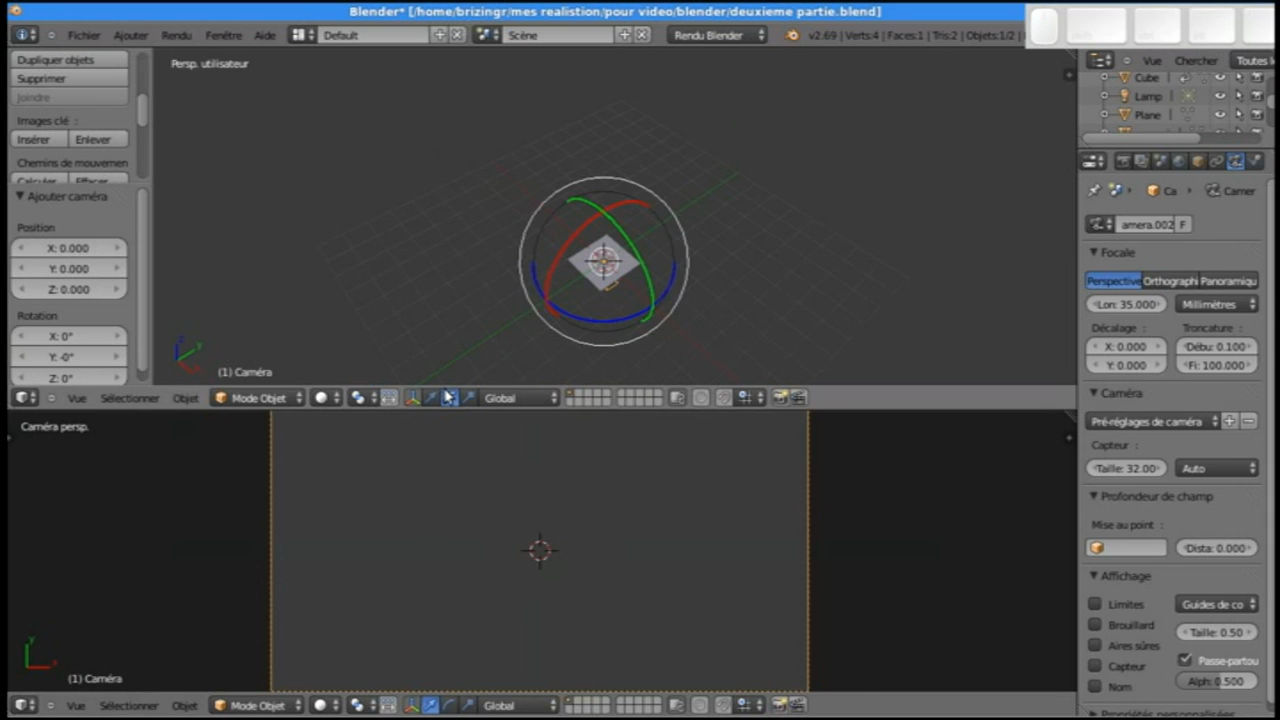 Blender* [/home/brizingr/mes realistion/pour video/blender/deuxieme partie.blend]
Fichier Ajouter Rendu Fenêtre Aide Default Scène Rendu Blender v2.69 | Verts:4 | Faces:1 | Tris:2 | Objets:1/2 |
Dupliquer objets
Supprimer
Joindre
Images clé :
Insérer Enlever
Chemins de mouvemen
Calculer Effacer
Ajouter caméra
Position
X: 0.000
Y: 0.000
Z: 0.000
Rotation
X: 0°
Y: -0°
Z: 0°
Persp. utilisateur
(1) Caméra
Vue Sélectionner Objet Mode Objet Global
Caméra persp.
(1) Caméra
Vue Sélectionner Objet Mode Objet Global
Vue Chercher Toutes l
Cube
Lamp
Plane
Ca Camer
amera.002 F
Focale
Perspective Orthographi Panoramiqu
Lon: 35.000 Millimètres
Décalage : Troncature :
X: 0.000 Débu: 0.100
Y: 0.000 Fi: 100.000
Caméra
Pré-réglages de caméra
Capteur :
Taille: 32.00 Auto
Profondeur de champ
Mise au point :
Dista: 0.000
Affichage
Limites Guides de co
Brouillard Taille: 0.50
Aires sûres
Capteur Passe-partou
Nom Alph: 0.500
Propriétés personnalisées